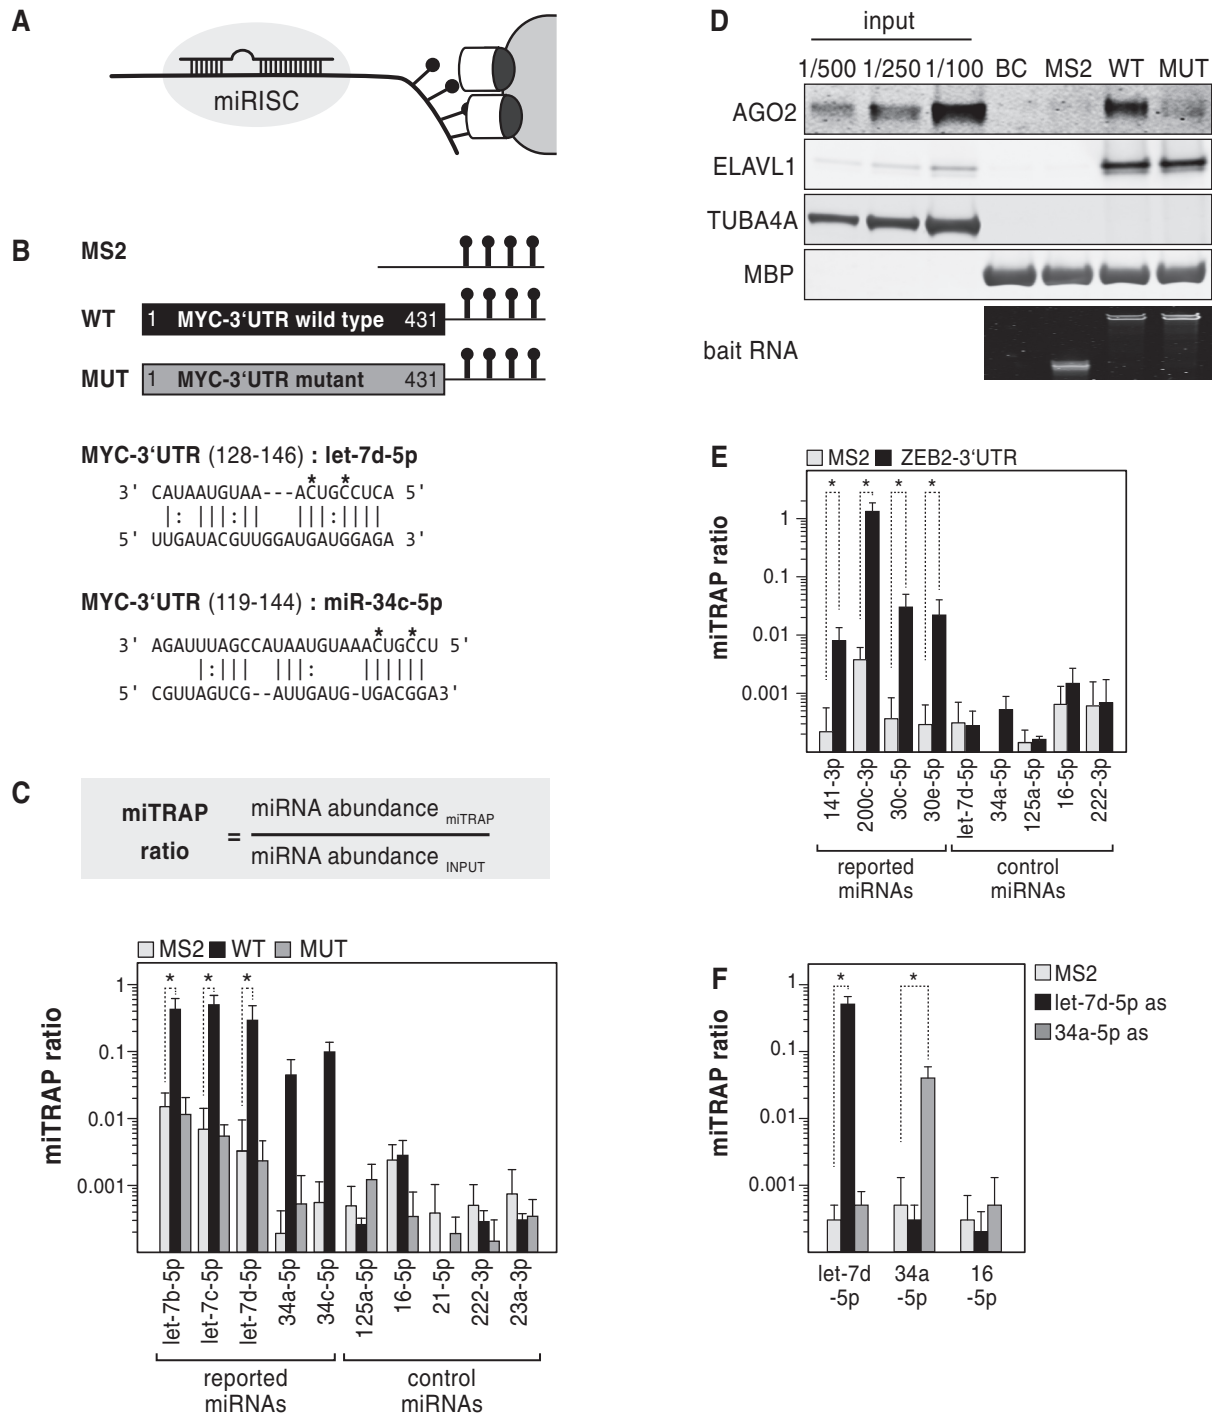 A
miRISC
B
MS2
WT 1 MYC-3‘UTR wild type 431
MUT 1 MYC-3‘UTR mutant 431
MYC-3‘UTR (128-146) : let-7d-5p
* *
3' CAUAAUGUAA---ACUGCCUCA 5'
|: |||:|| |||:||||
5' UUGAUACGUUGGAUGAUGGAGA 3'
MYC-3‘UTR (119-144) : miR-34c-5p
* *
3' AGAUUUAGCCAUAAUGUAAACUGCCU 5'
|:||| |||: ||||||
5' CGUUAGUCG--AUUGAUG-UGACGGA3'
C
miTRAP ratio = miRNA abundance miTRAP
miRNA abundance INPUT
MS2 WT MUT
* * *
miTRAP ratio
1
0.1
0.01
0.001
let-7b-5p let-7c-5p let-7d-5p 34a-5p 34c-5p 125a-5p 16-5p 21-5p 222-3p 23a-3p
reported miRNAs
control miRNAs
D
input
1/500 1/250 1/100 BC MS2 WT MUT
AGO2
ELAVL1
TUBA4A
MBP
bait RNA
E
MS2 ZEB2-3‘UTR
* * * *
miTRAP ratio
1
0.1
0.01
0.001
141-3p 200c-3p 30c-5p 30e-5p let-7d-5p 34a-5p 125a-5p 16-5p 222-3p
reported miRNAs
control miRNAs
F
MS2
let-7d-5p as
34a-5p as
* *
miTRAP ratio
1
0.1
0.01
0.001
let-7d 34a 16
-5p -5p -5p